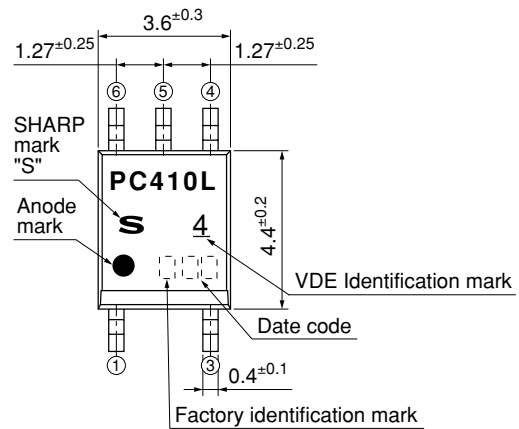 3.6±0.3
1.27±0.25 1.27±0.25
⑥ ⑤ ④
SHARP
mark
"S"
PC410L
Anode
mark
S 4
4.4±0.2
VDE Identification mark
Date code
① ③
0.4±0.1
Factory identification mark